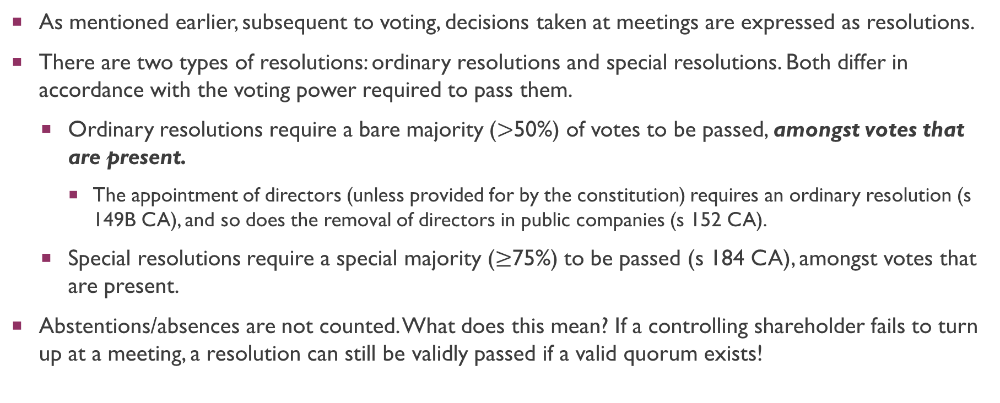 As mentioned earlier, subsequent to voting, decisions taken at meetings are expressed as resolutions.
There are two types of resolutions: ordinary resolutions and special resolutions. Both differ in
accordance with the voting power required to pass them.
Ordinary resolutions require a bare majority (>50%) of votes to be passed, amongst votes that
are present.
The appointment of directors (unless provided for by the constitution) requires an ordinary resolution (s
149B CA), and so does the removal of directors in public companies (s 152 CA).
Special resolutions require a special majority (≥75%) to be passed (s 184 CA), amongst votes that
are present.
Abstentions/absences are not counted. What does this mean? If a controlling shareholder fails to turn
up at a meeting, a resolution can still be validly passed if a valid quorum exists!